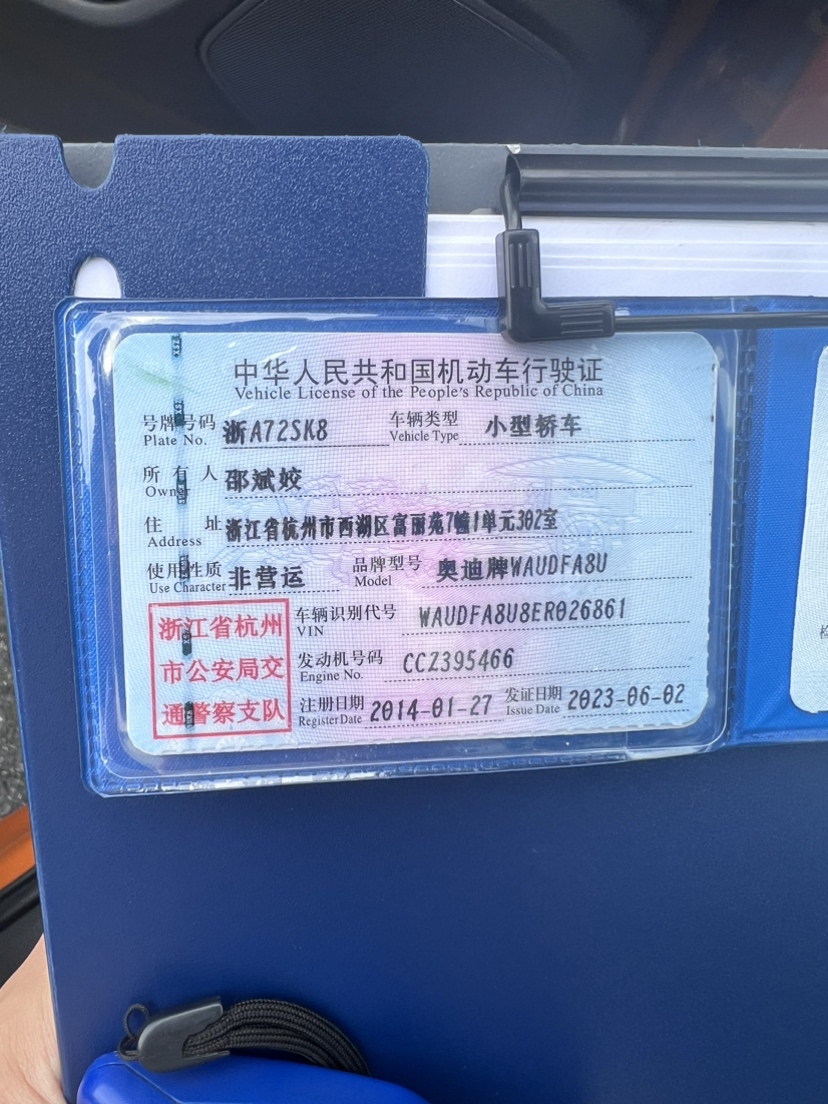 中华人民共和国机动车行驶证
Vehicle License of the People's Republic of China
号牌号码 浙A72SK8 车辆类型 小型轿车
Plate No. Vehicle Type
所有人 邵斌姣
Owner
住址 浙江省杭州市西湖区富丽苑7幢1单元302室
Address
使用性质 非营运 品牌型号 奥迪牌WAUDFA8U
Use Character Model
浙江省杭州
市公安局交
通警察支队
车辆识别代号 WAUDFA8U8ER026861
VIN
发动机号码 CCZ395466
Engine No.
注册日期 2014-01-27 发证日期 2023-06-02
Register Date Issue Date